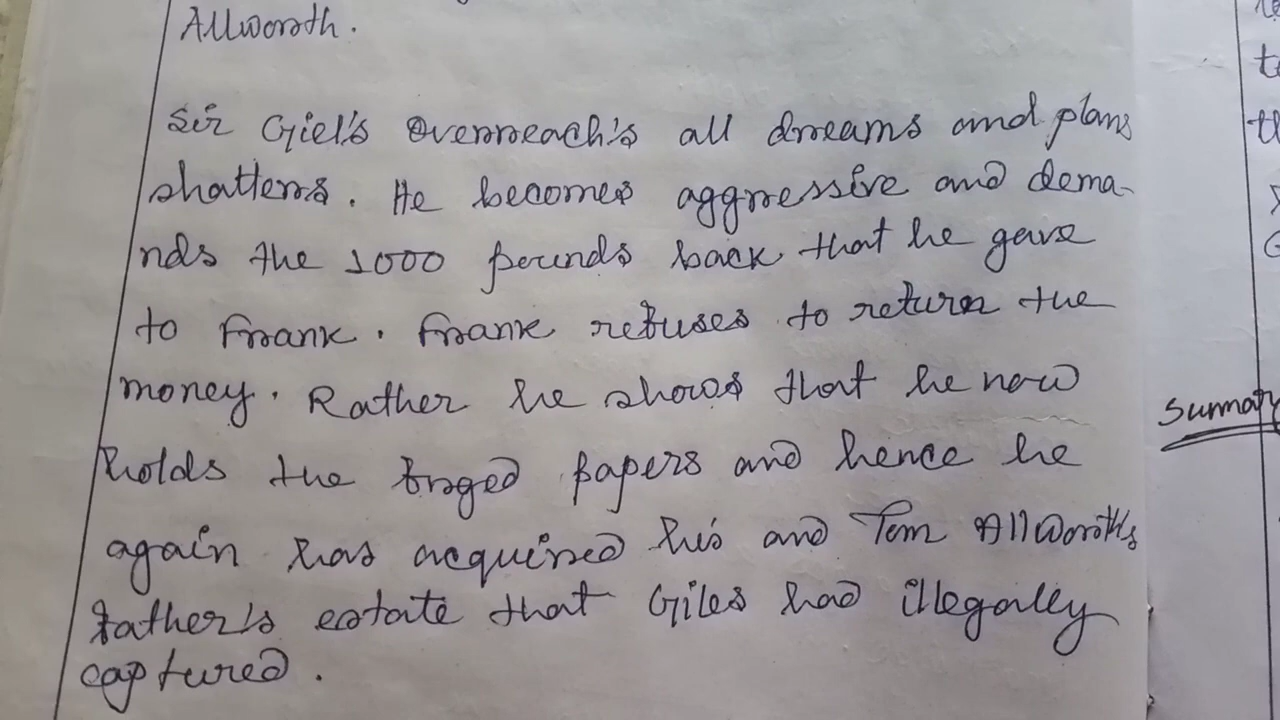 Allworth.
Sir Giel's Overreach's all dreams and plans
shatters. He becomes aggressive and dema-
nds the 1000 pounds back that he gave
to Frank. Frank refuses to return the
money. Rather he shows that he now
holds the forged papers and hence he
again has acquired his and Tom Allworth's
father's estate that Giles had illegally
captured.
Summary